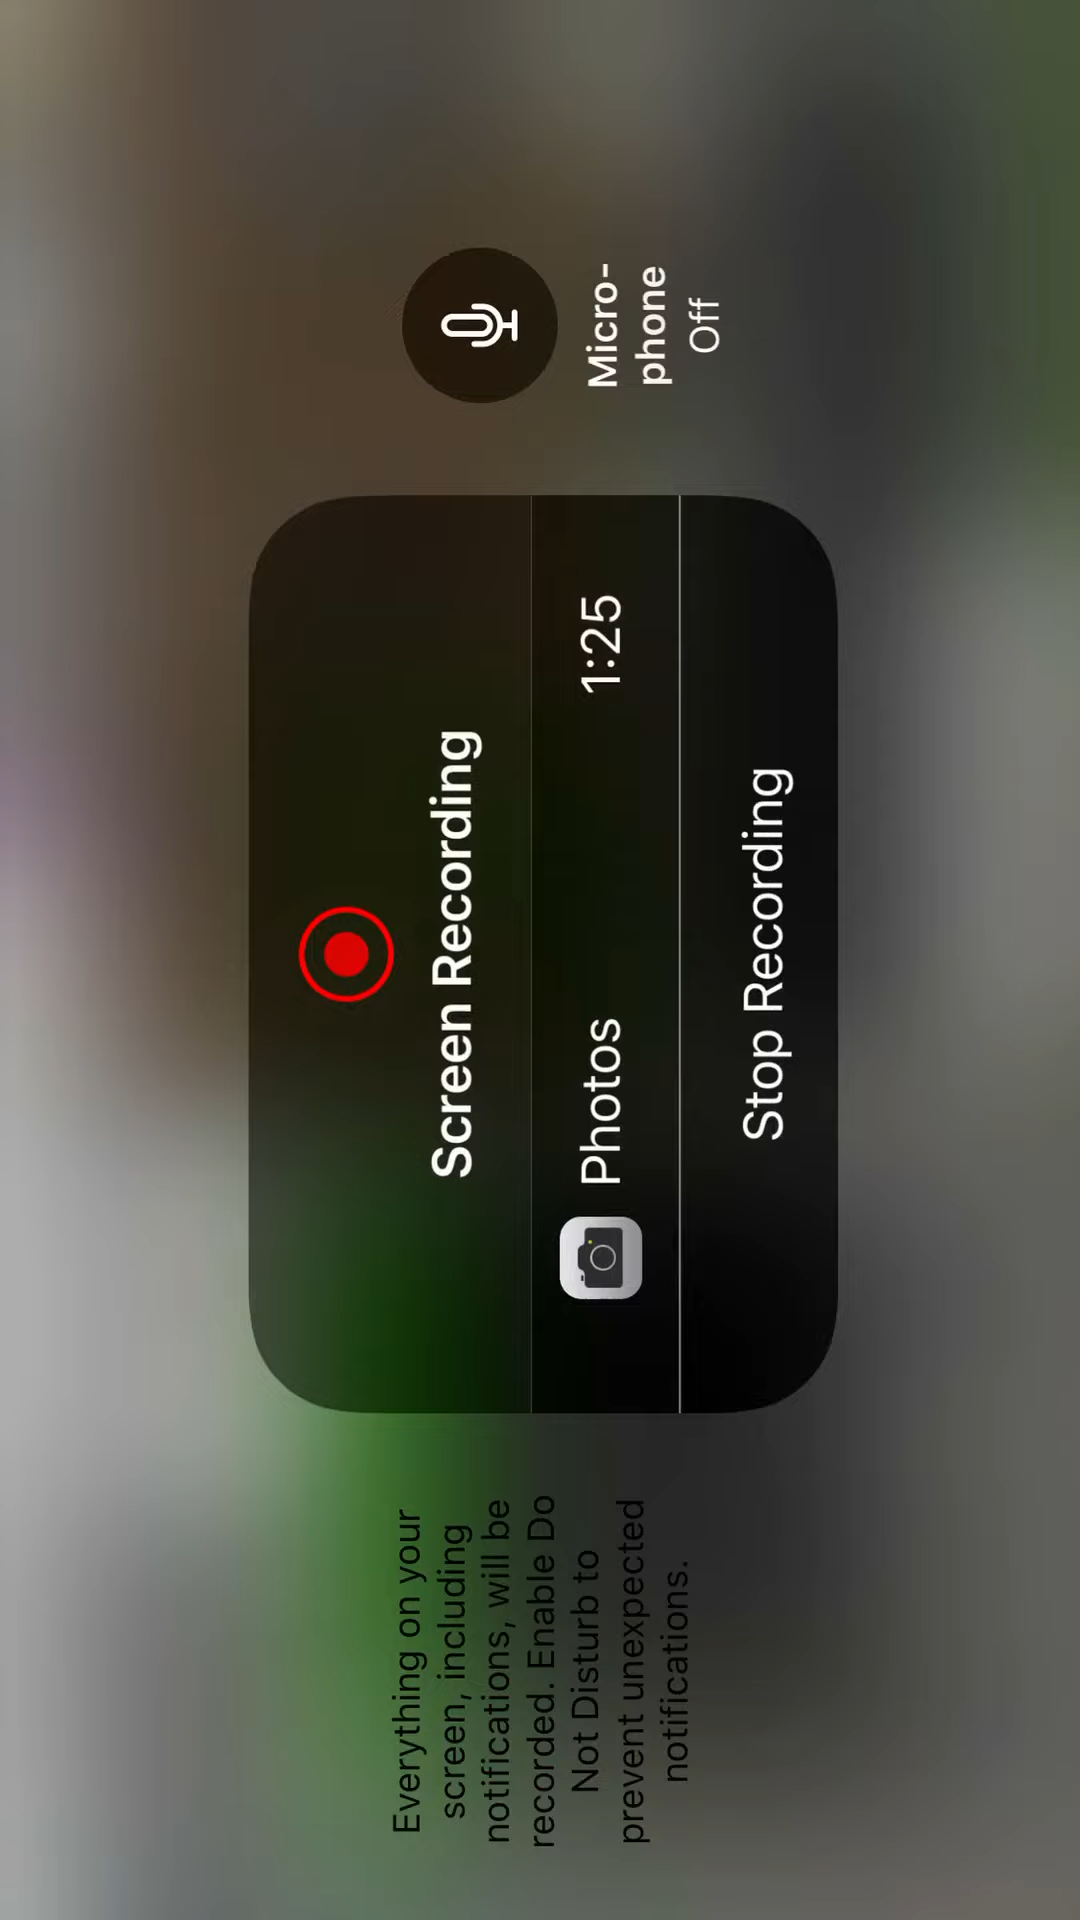 Everything on your
screen, including
notifications, will be
recorded. Enable Do
Not Disturb to
prevent unexpected
notifications.
Screen Recording
Photos 1:25
Stop Recording
Micro-
phone
Off